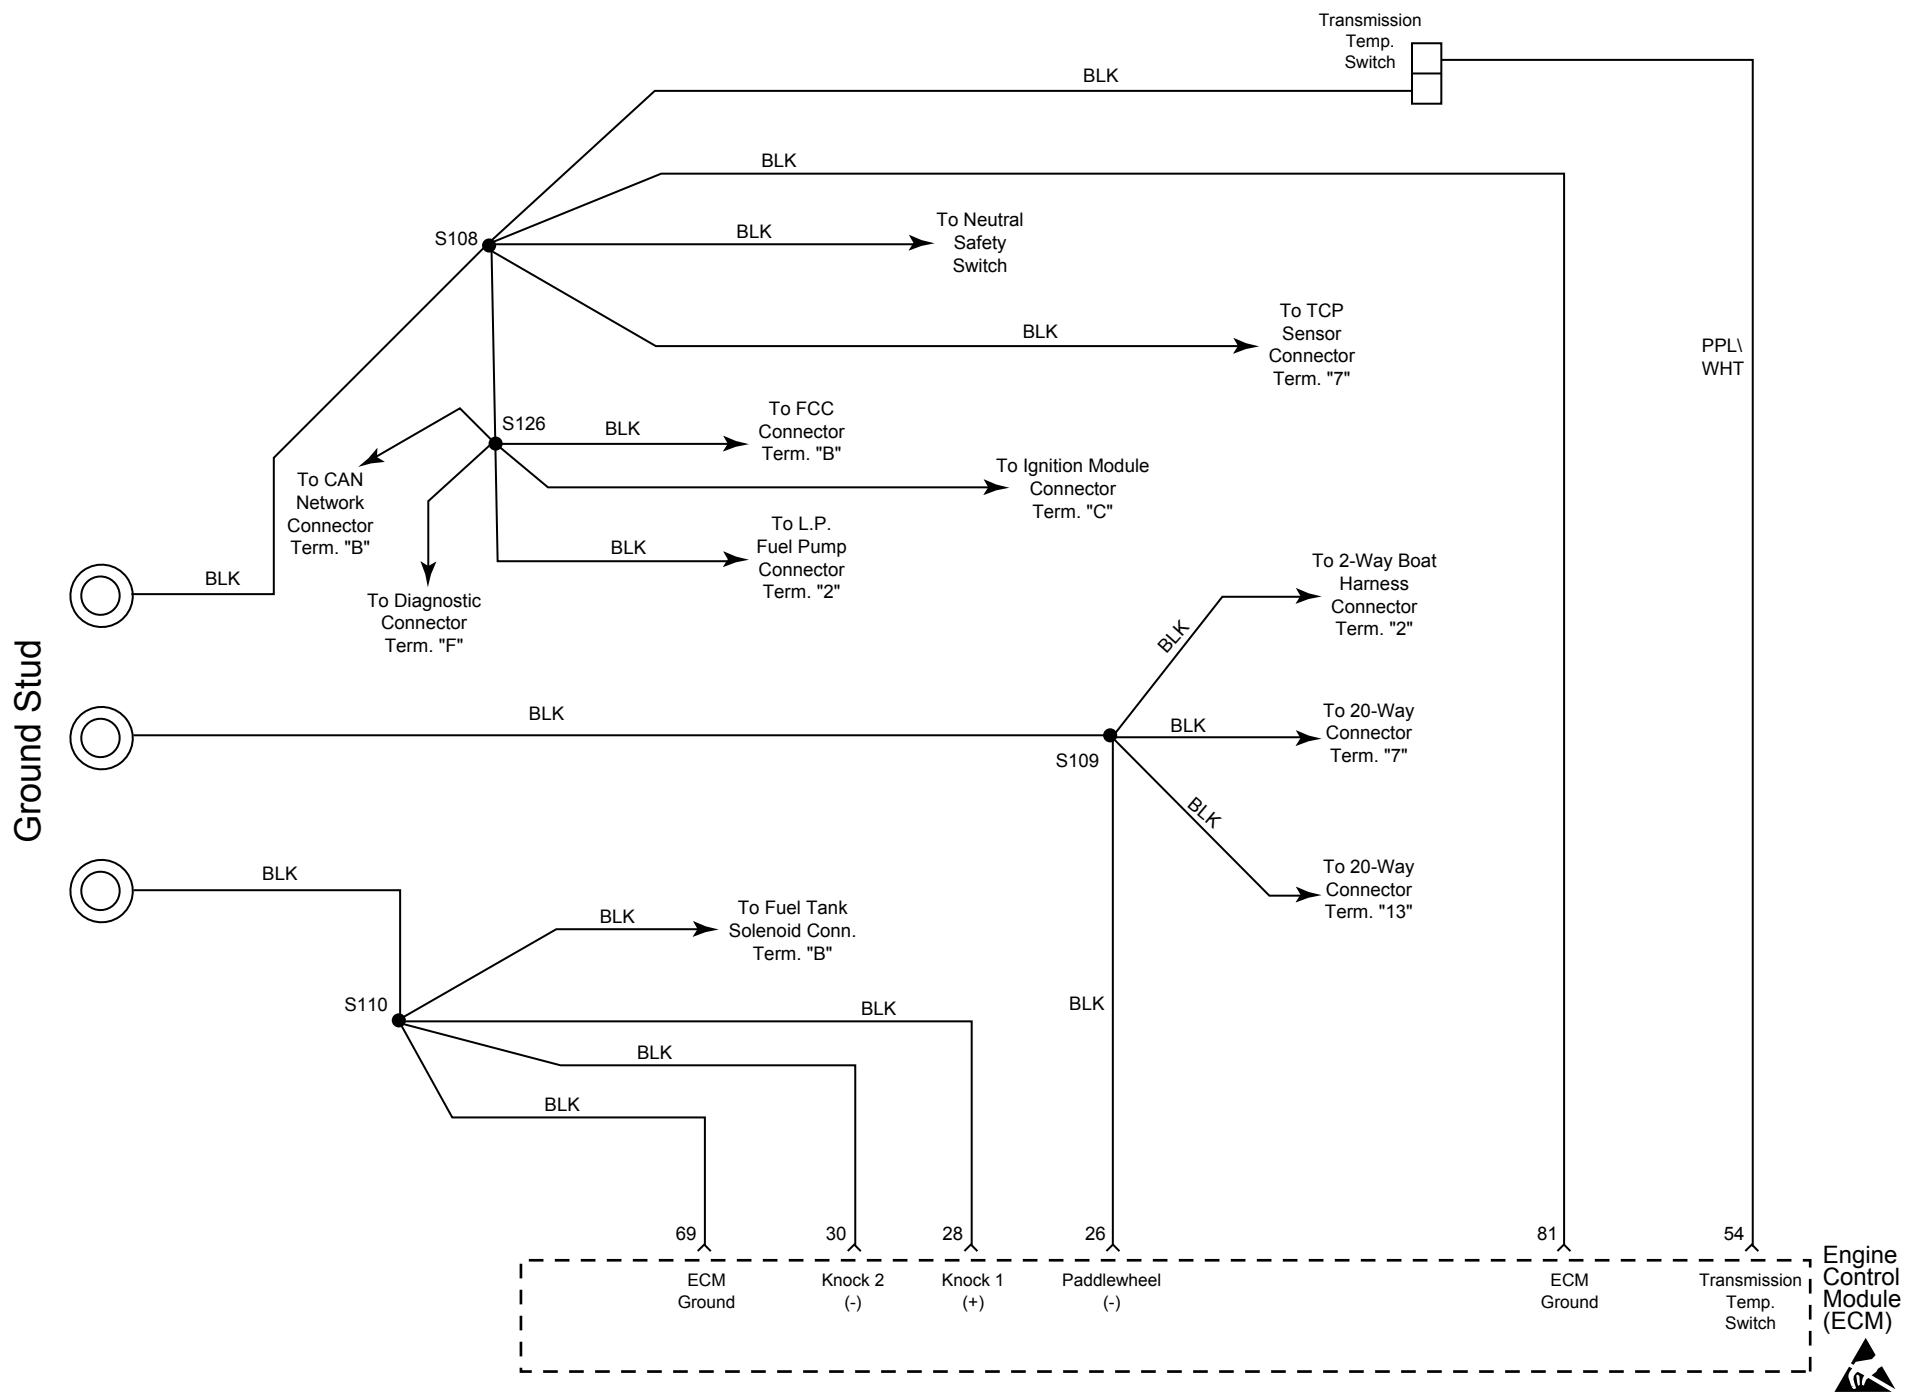 Transmission
Temp.
Switch
BLK
BLK
S108
BLK
To Neutral
Safety
Switch
BLK
To TCP
Sensor
Connector
Term. "7"
PPL\
WHT
S126
BLK
To FCC
Connector
Term. "B"
To CAN
Network
Connector
Term. "B"
To Ignition Module
Connector
Term. "C"
BLK
To L.P.
Fuel Pump
Connector
Term. "2"
BLK
To Diagnostic
Connector
Term. "F"
To 2-Way Boat
Harness
Connector
Term. "2"
BLK
Ground Stud
BLK
BLK
To 20-Way
Connector
Term. "7"
S109
BLK
To 20-Way
Connector
Term. "13"
BLK
BLK
To Fuel Tank
Solenoid Conn.
Term. "B"
S110
BLK
BLK
BLK
BLK
69
30
28
26
81
54
ECM
Ground
Knock 2
(-)
Knock 1
(+)
Paddlewheel
(-)
ECM
Ground
Transmission
Temp.
Switch
Engine
Control
Module
(ECM)